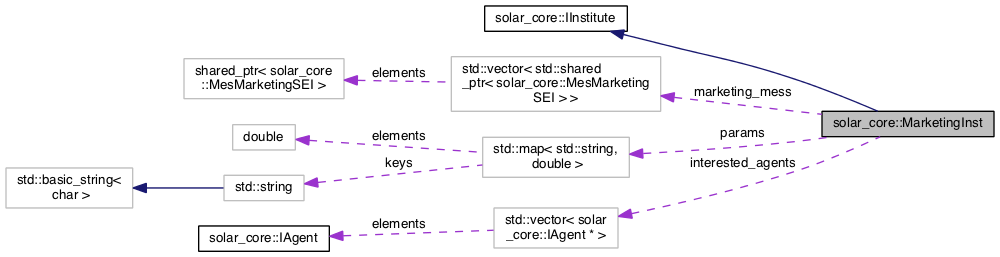 solar_core::IInstitute
shared_ptr< solar_core
::MesMarketingSEI >
elements
std::vector< std::shared
_ptr< solar_core::MesMarketing
SEI > >
marketing_mess
solar_core::MarketingInst
double
elements
keys
std::map< std::string,
double >
params
interested_agents
std::basic_string<
char >
std::string
solar_core::IAgent
elements
std::vector< solar
_core::IAgent * >